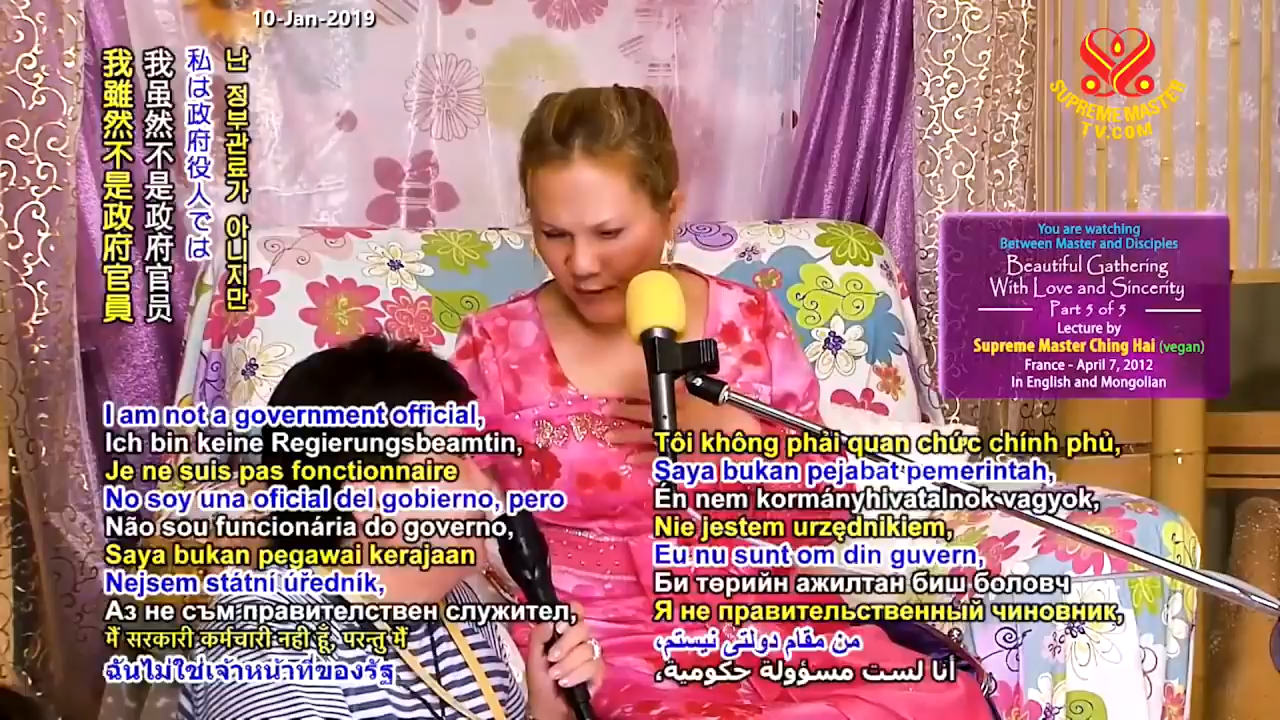 10-Jan-2019
SUPREME MASTER
TV.COM
난 정부관료가 아니지만
私は政府役人では
我虽然不是政府官员
我雖然不是政府官員
You are watching
Between Master and Disciples
Beautiful Gathering
With Love and Sincerity
Part 5 of 5
Lecture by
Supreme Master Ching Hai (vegan)
France - April 7, 2012
In English and Mongolian
I am not a government official,
Ich bin keine Regierungsbeamtin,
Je ne suis pas fonctionnaire
No soy una oficial del gobierno, pero
Não sou funcionária do governo,
Saya bukan pegawai kerajaan
Nejsem státní úředník,
Аз не съм правителствен служител,
मैं सरकारी कर्मचारी नहीं हूँ, परन्तु मैं
ฉันไม่ใช่เจ้าหน้าที่ของรัฐ
Tôi không phải quan chức chính phủ,
Saya bukan pejabat pemerintah,
Én nem kormányhivatalnok vagyok,
Nie jestem urzędnikiem,
Eu nu sunt om din guvern,
Би төрийн ажилтан биш боловч
Я не правительственный чиновник,
من مقام دولتی نیستم،
أنا لست مسؤولة حكومية،